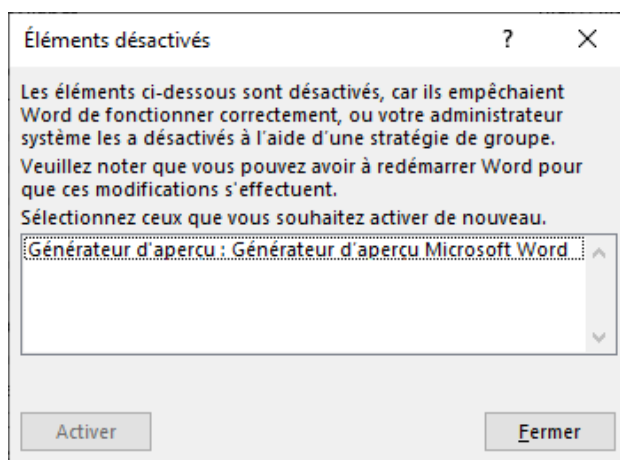 Éléments désactivés
Les éléments ci-dessous sont désactivés, car ils empêchaient
Word de fonctionner correctement, ou votre administrateur
système les a désactivés à l'aide d'une stratégie de groupe.
Veuillez noter que vous pouvez avoir à redémarrer Word pour
que ces modifications s'effectuent.
Sélectionnez ceux que vous souhaitez activer de nouveau.
Générateur d'aperçu : Générateur d'aperçu Microsoft Word
Activer
Fermer